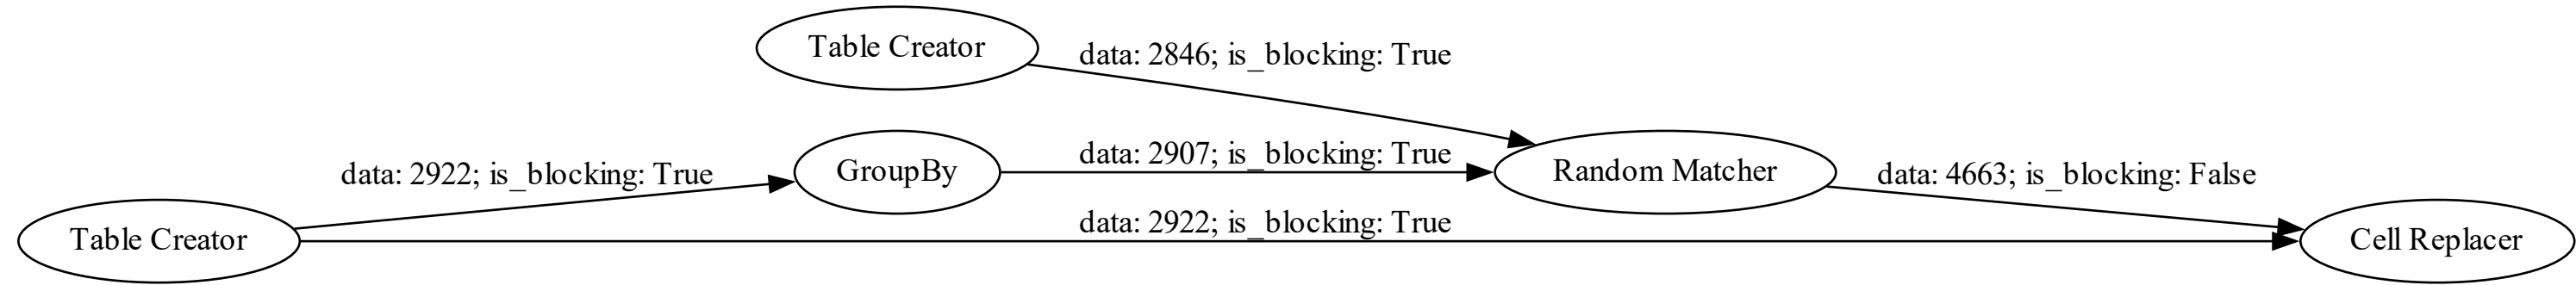 Table Creator
data: 2846; is_blocking: True
data: 2922; is_blocking: True
GroupBy
data: 2907; is_blocking: True
Random Matcher
data: 4663; is_blocking: False
Table Creator
data: 2922; is_blocking: True
Cell Replacer